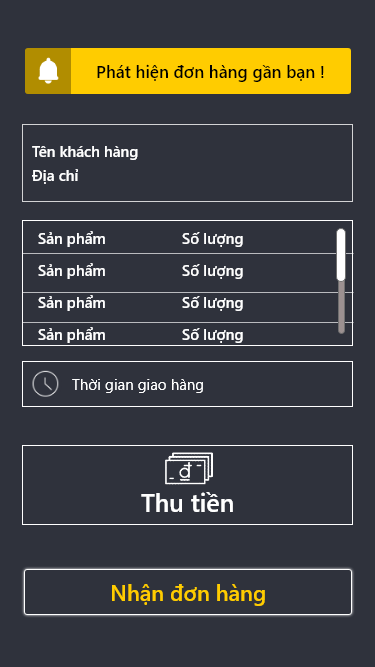 Phát hiện đơn hàng gần bạn !
Tên khách hàng
Địa chỉ
Sản phẩm Số lượng
Sản phẩm Số lượng
Sản phẩm Số lượng
Sản phẩm Số lượng
Thời gian giao hàng
đ
Thu tiền
Nhận đơn hàng